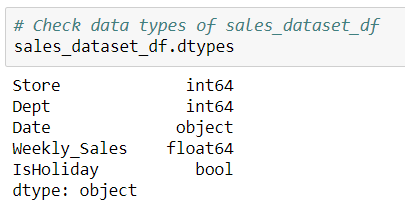 # Check data types of sales_dataset_df
sales_dataset_df.dtypes
Store             int64
Dept              int64
Date             object
Weekly_Sales    float64
IsHoliday          bool
dtype: object